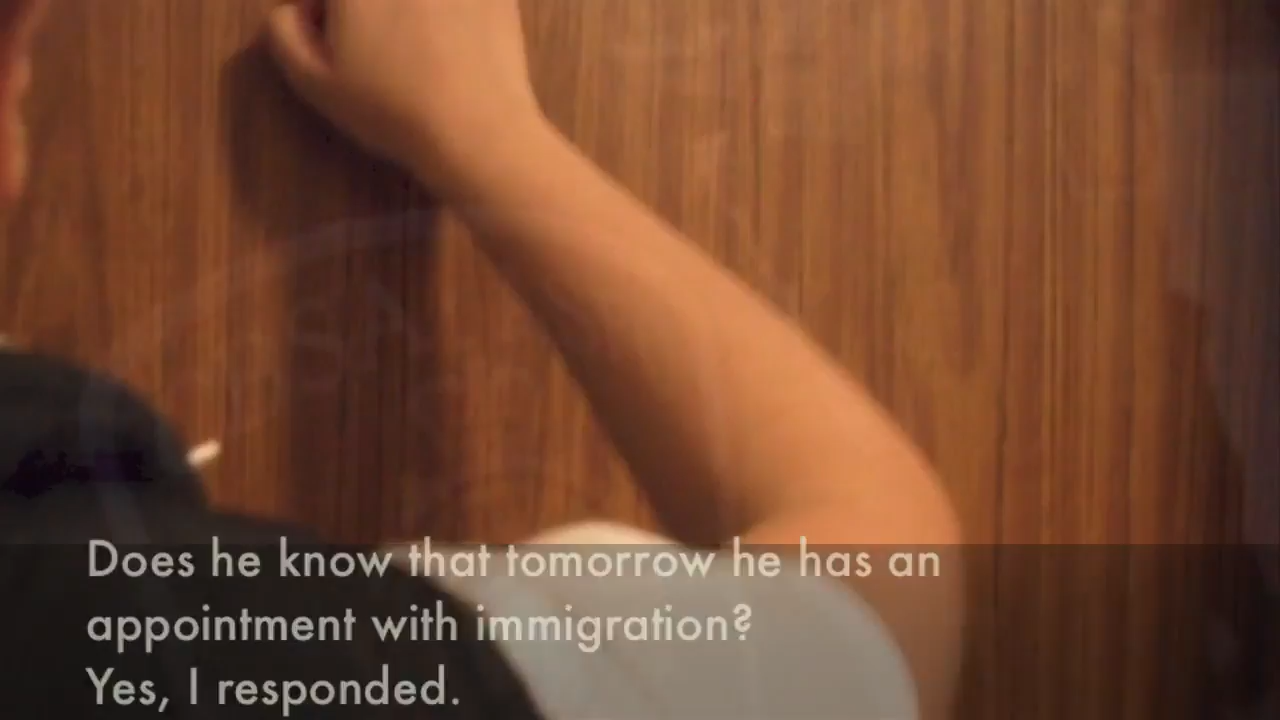 Does he know that tomorrow he has an
appointment with immigration?
Yes, I responded.